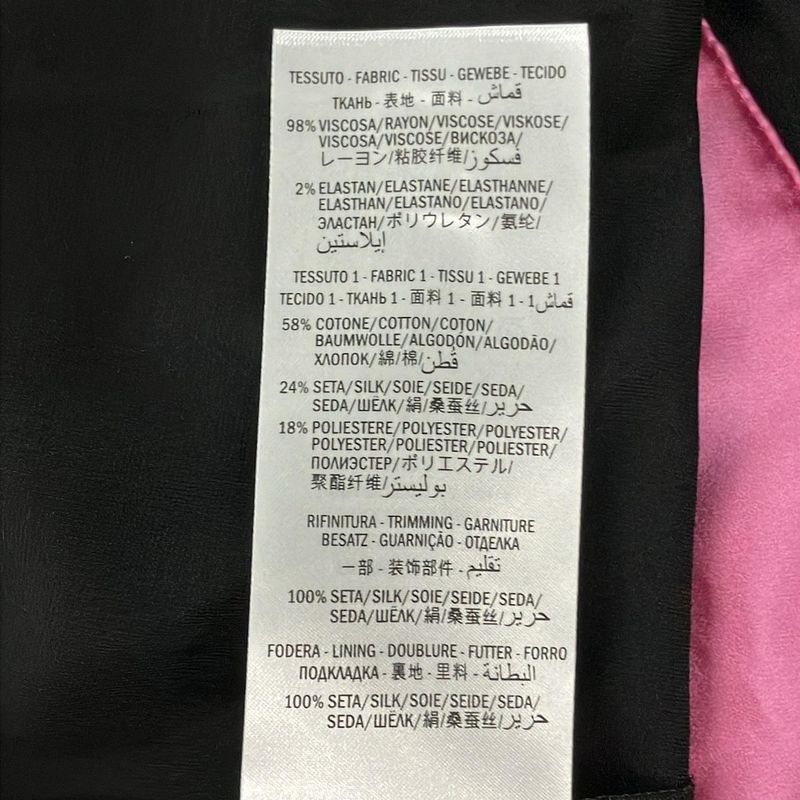 TESSUTO - FABRIC - TISSU - GEWEBE - TECIDO
ТКАНЬ - 表地 - 面料 - قماش
98% VISCOSA/RAYON/VISCOSE/VISKOSE/
VISCOSA/VISCOSE/ВИСКОЗА/
レーヨン/粘胶纤维/فسكوز
2% ELASTAN/ELASTANE/ELASTHANNE/
ELASTHAN/ELASTANO/ELASTANO/
ЭЛАСТАН/ポリウレタン/氨纶/
إيلاستين
TESSUTO 1 - FABRIC 1 - TISSU 1 - GEWEBE 1
TECIDO 1 - ТКАНЬ 1 - 面料 1 - 面料 1 - 1قماش
58% COTONE/COTTON/COTON/
BAUMWOLLE/ALGODÓN/ALGODÃO/
ХЛОПОК/綿/棉/قُطن
24% SETA/SILK/SOIE/SEIDE/SEDA/
SEDA/ШЁЛК/絹/桑蚕丝/حرير
18% POLIESTERE/POLYESTER/POLYESTER/
POLYESTER/POLIESTER/POLIESTER/
ПОЛИЭСТЕР/ポリエステル/
聚酯纤维/بوليستر
RIFINITURA - TRIMMING - GARNITURE
BESATZ - GUARNIÇÃO - ОТДЕЛКА
一部 - 装饰部件 - تقليم
100% SETA/SILK/SOIE/SEIDE/SEDA/
SEDA/ШЁЛК/絹/桑蚕丝/حرير
FODERA - LINING - DOUBLURE - FUTTER - FORRO
ПОДКЛАДКА - 裏地 - 里料 - البطانة
100% SETA/SILK/SOIE/SEIDE/SEDA/
SEDA/ШЁЛК/絹/桑蚕丝/حرير